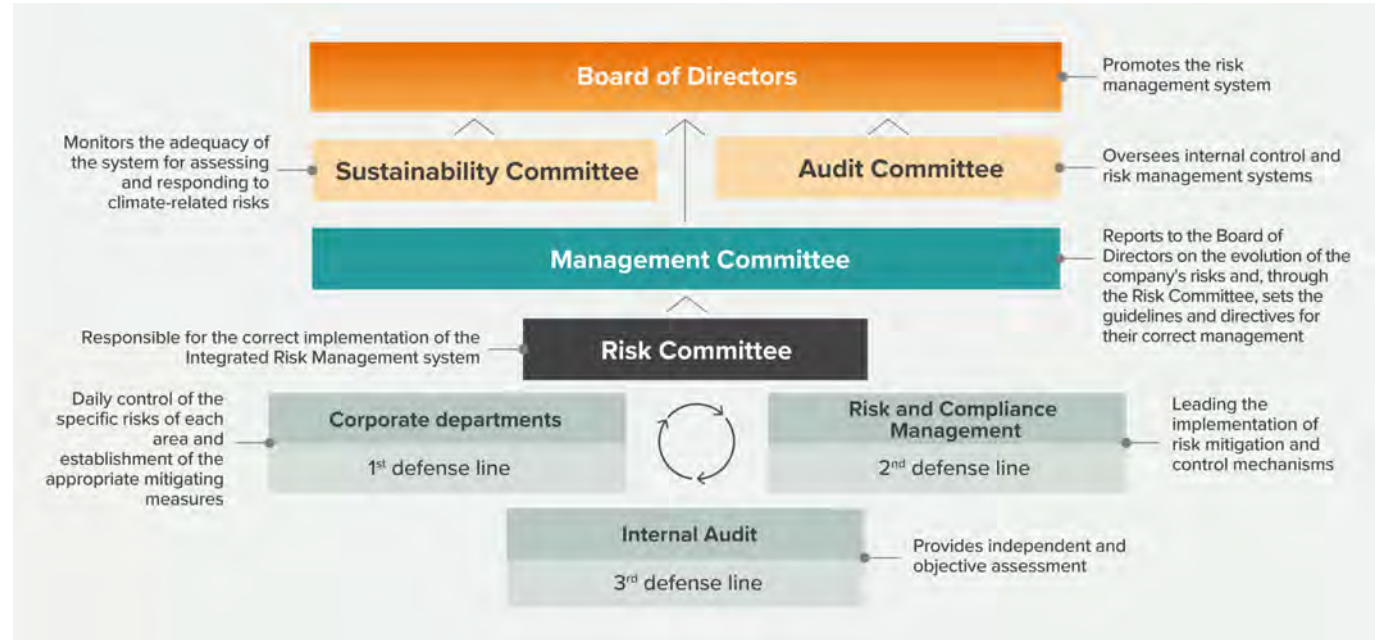 Board of Directors
Promotes the risk
management system
Monitors the adequacy of
the system for assessing
and responding to
climate-related risks
Sustainability Committee
Audit Committee
Oversees internal control and
risk management systems
Management Committee
Reports to the Board of
Directors on the evolution of the
company's risks and, through
the Risk Committee, sets the
guidelines and directives for
their correct management
Responsible for the correct implementation of the
Integrated Risk Management system
Risk Committee
Daily control of the
specific risks of each
area and
establishment of the
appropriate mitigating
measures
Corporate departments
1st defense line
Risk and Compliance
Management
2nd defense line
Leading the
implementation of
risk mitigation and
control mechanisms
Internal Audit
3rd defense line
Provides independent and
objective assessment